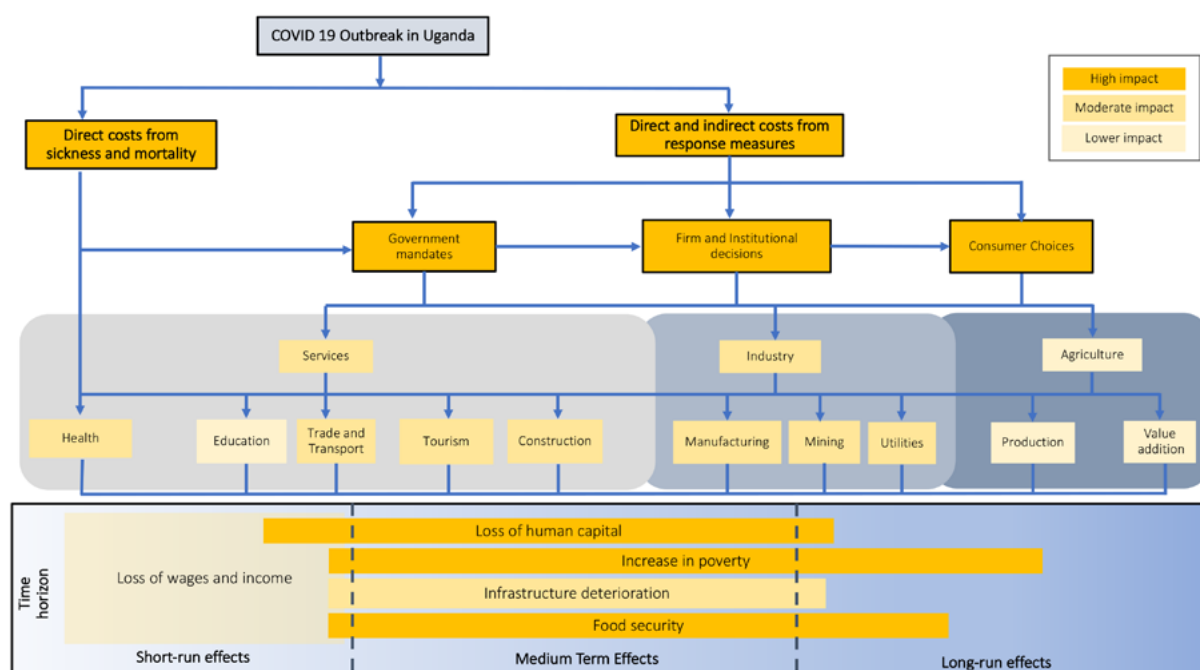 COVID 19 Outbreak in Uganda
High impact
Moderate impact
Lower impact
Direct costs from
sickness and mortality
Direct and indirect costs from
response measures
Government
mandates
Firm and Institutional
decisions
Consumer Choices
Services
Industry
Agriculture
Health
Education
Trade and
Transport
Tourism
Construction
Manufacturing
Mining
Utilities
Production
Value
addition
Time
horizon
Loss of wages and income
Loss of human capital
Increase in poverty
Infrastructure deterioration
Food security
Short-run effects
Medium Term Effects
Long-run effects